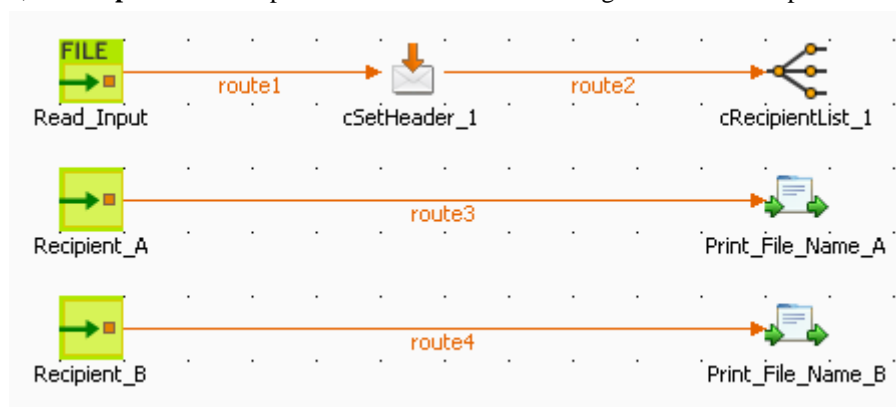 FILE
route1
route2
Read_Input
cSetHeader_1
cRecipientList_1
route3
Recipient_A
Print_File_Name_A
route4
Recipient_B
Print_File_Name_B